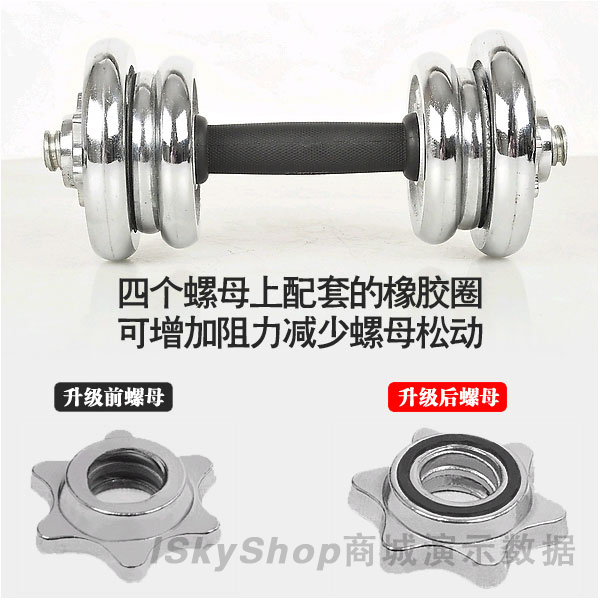 四个螺母上配套的橡胶圈
可增加阻力减少螺母松动
升级前螺母
升级后螺母
ISkyShop商城演示数据